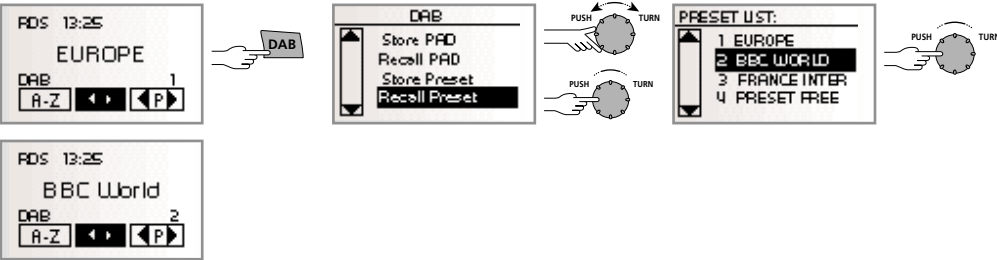 RDS 13:25
EUROPE
DAB 1
A-Z P
DAB
DAB
Store PAD
Recall PAD
Store Preset
Recall Preset
PUSH TURN
PUSH TURN
PRESET LIST:
1 EUROPE
2 BBC WORLD
3 FRANCE INTER
4 PRESET FREE
PUSH TURN
RDS 13:25
BBC World
DAB 2
A-Z P